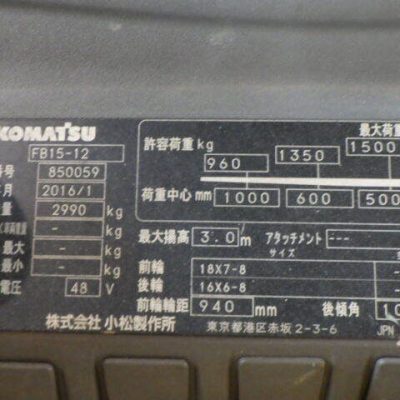 KOMATSU
FB15-12
番号 850059
月 2016/1
量 2990 kg
- kg
最大 - kg
最小 - kg
電圧 48 V
最大荷重
許容荷重 kg
960 1350 1500
荷重中心 mm 1000 600 500
最大揚高 3.0 m アタッチメント ---
サイズ
前輪 18X7-8 -
後輪 16X6-8 -
前輪輪距 940 mm 後傾角 10
株式会社 小松製作所 東京都港区赤坂2-3-6 JPN